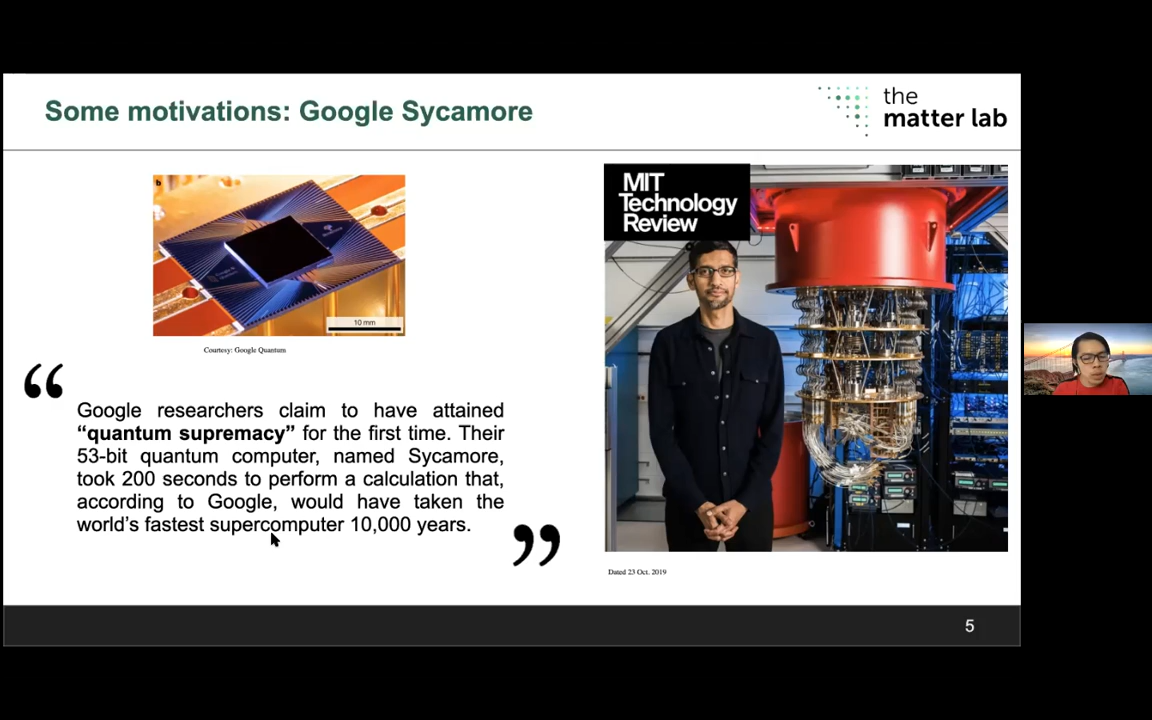 Some motivations: Google Sycamore
the
matter lab
b
10 mm
Courtesy: Google Quantum
“
Google researchers claim to have attained
“quantum supremacy” for the first time. Their
53-bit quantum computer, named Sycamore,
took 200 seconds to perform a calculation that,
according to Google, would have taken the
world’s fastest supercomputer 10,000 years.
”
MIT
Technology
Review
Dated 23 Oct. 2019
5